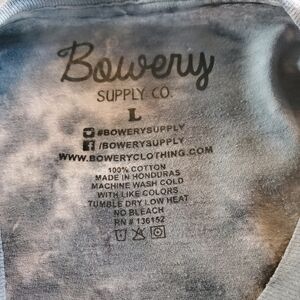 Bowery
SUPPLY CO.
L
#BOWERYSUPPLY
/BOWERYSUPPLY
WWW.BOWERYCLOTHING.COM
100% COTTON
MADE IN HONDURAS
MACHINE WASH COLD
WITH LIKE COLORS
TUMBLE DRY LOW HEAT
NO BLEACH
RN # 136152